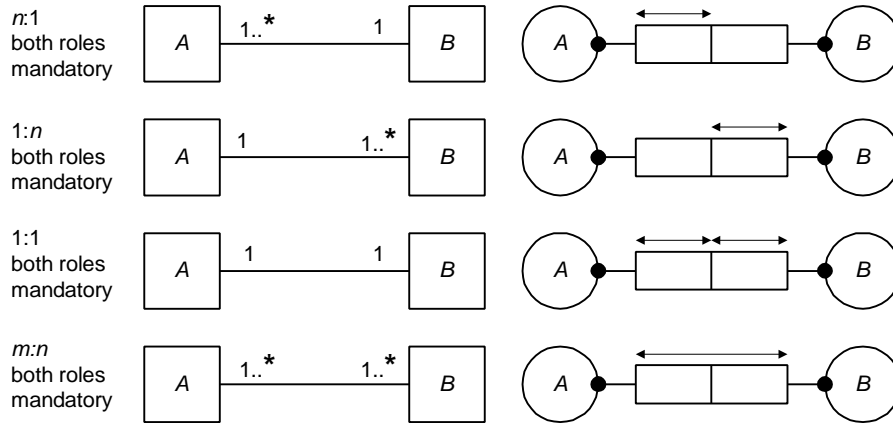 n:1
both roles
mandatory
A 1..* 1 B A B
1:n
both roles
mandatory
A 1 1..* B A B
1:1
both roles
mandatory
A 1 1 B A B
m:n
both roles
mandatory
A 1..* 1..* B A B